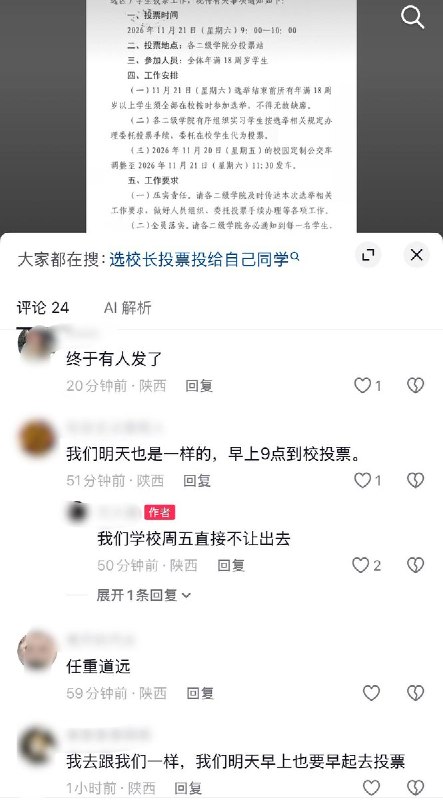 一、投票时间
2026年11月21日（星期六）9：00—10：00
二、投票地点：各二级学院分投票站
三、参加人员：全体年满18周岁学生
四、工作安排
（一）11月21日（星期六）选举结束前所有年满18周
岁以上学生须全部在校按时参加选举，不得无故缺席。
（二）各二级学院有序组织实习学生按选举相关规定办
理委托投票手续，委托在校学生代为投票。
（三）2026年11月20日（星期五）的校园定制公交车
调整至2026年11月21日（星期六）11:30发车。
五、工作要求
（一）压实责任。请各二级学院及时传达本次选举相关
工作要求，做好人员组织、委托投票手续办理等各项工作。
（二）全员落实。请各二级学院务必通知到每一名学生，
大家都在搜：选校长投票投给自己同学
评论 24 AI 解析
终于有人发了
20分钟前 · 陕西 回复 1
我们明天也是一样的，早上9点到校投票。
51分钟前 · 陕西 回复 1
作者
我们学校周五直接不让出去
50分钟前 · 陕西 回复 2
展开1条回复
任重道远
59分钟前 · 陕西 回复
我去跟我们一样，我们明天早上也要早起去投票
1小时前 · 陕西 回复